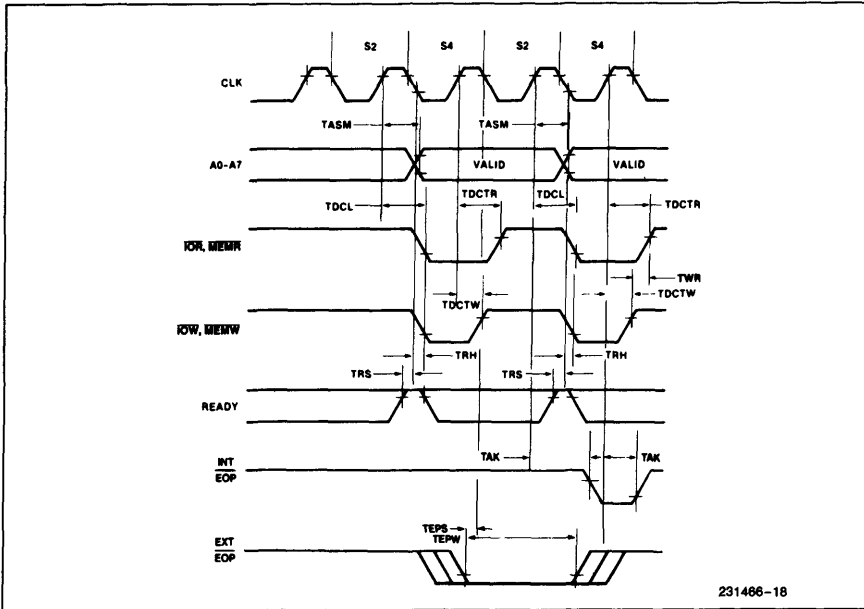 S2 S4 S2 S4
CLK
TASM TASM
A0-A7 VALID VALID
TDCL TDCTR TDCL TDCTR
IOR, MEMR
TWR
TDCTW TDCTW
IOW, MEMW
TRH TRH
TRS TRS
READY
TAK TAK
INT
EOP
TEPS
TEPW
EXT
EOP
231466-18